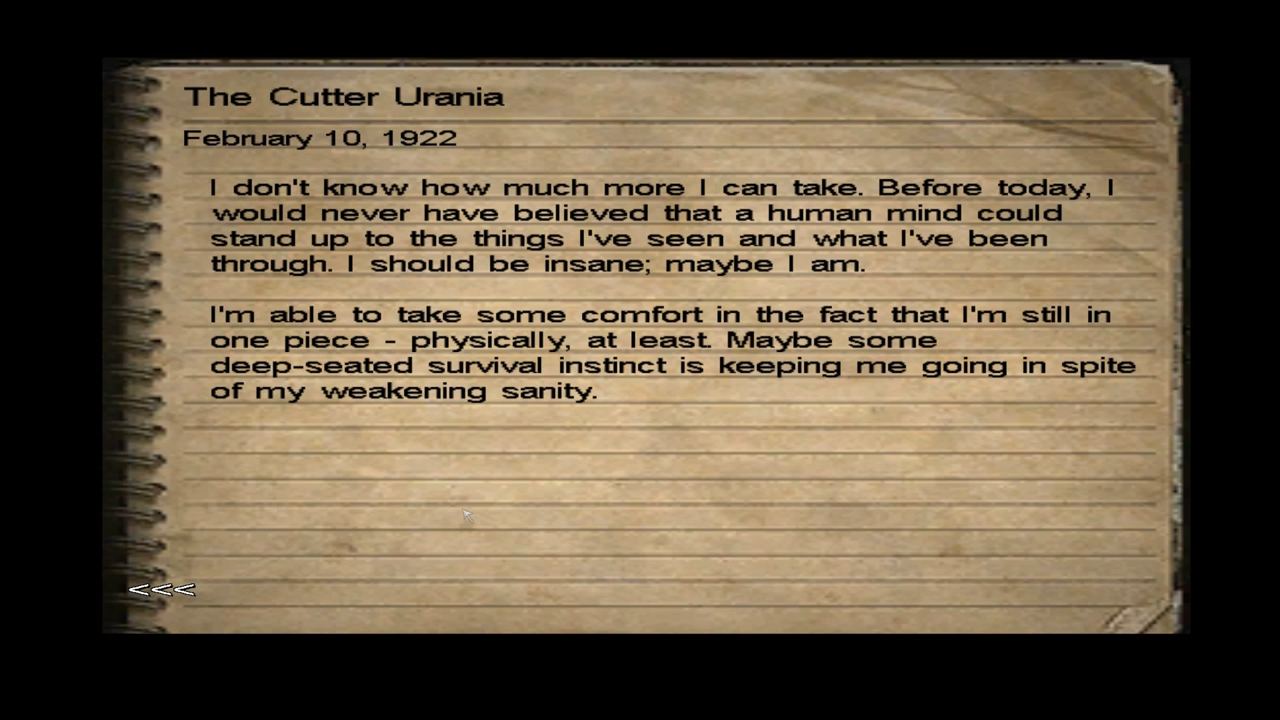 The Cutter Urania
February 10, 1922
I don't know how much more I can take. Before today, I
would never have believed that a human mind could
stand up to the things I've seen and what I've been
through. I should be insane; maybe I am.
I'm able to take some comfort in the fact that I'm still in
one piece - physically, at least. Maybe some
deep-seated survival instinct is keeping me going in spite
of my weakening sanity.
<<<